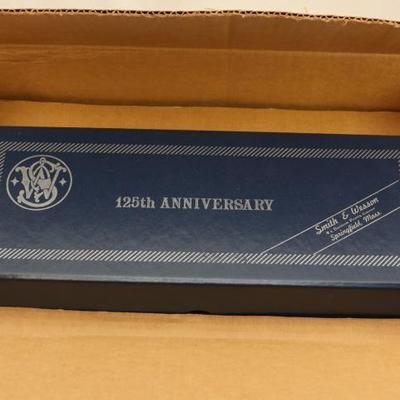 125th ANNIVERSARY
Smith & Wesson
Springfield, Mass.